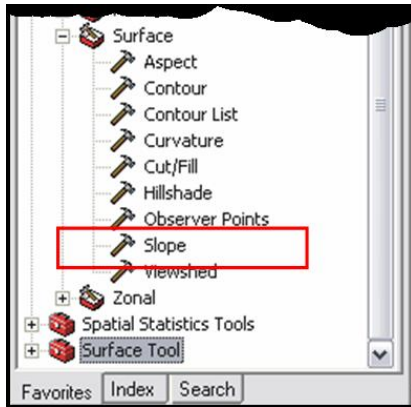 Surface
Aspect
Contour
Contour List
Curvature
Cut/Fill
Hillshade
Observer Points
Slope
Viewshed
Zonal
Spatial Statistics Tools
Surface Tool
Favorites Index Search